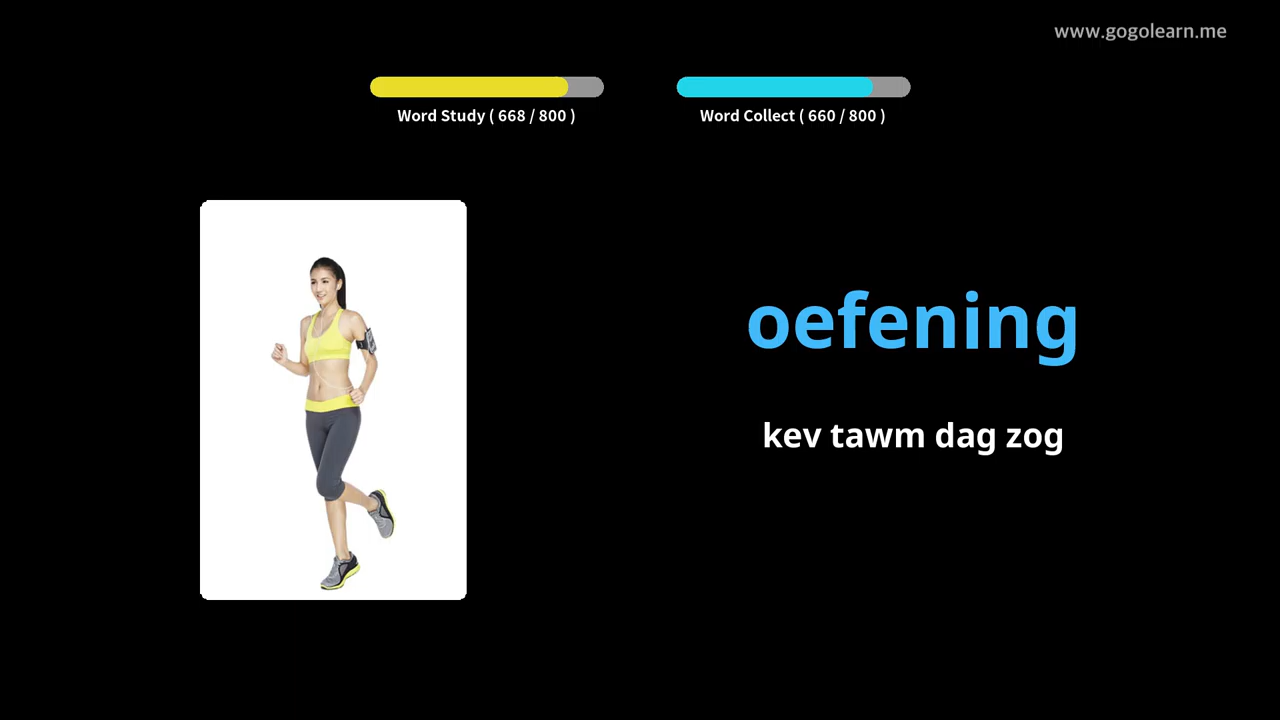 www.gogolearn.me
Word Study ( 668 / 800 )
Word Collect ( 660 / 800 )
oefening
kev tawm dag zog